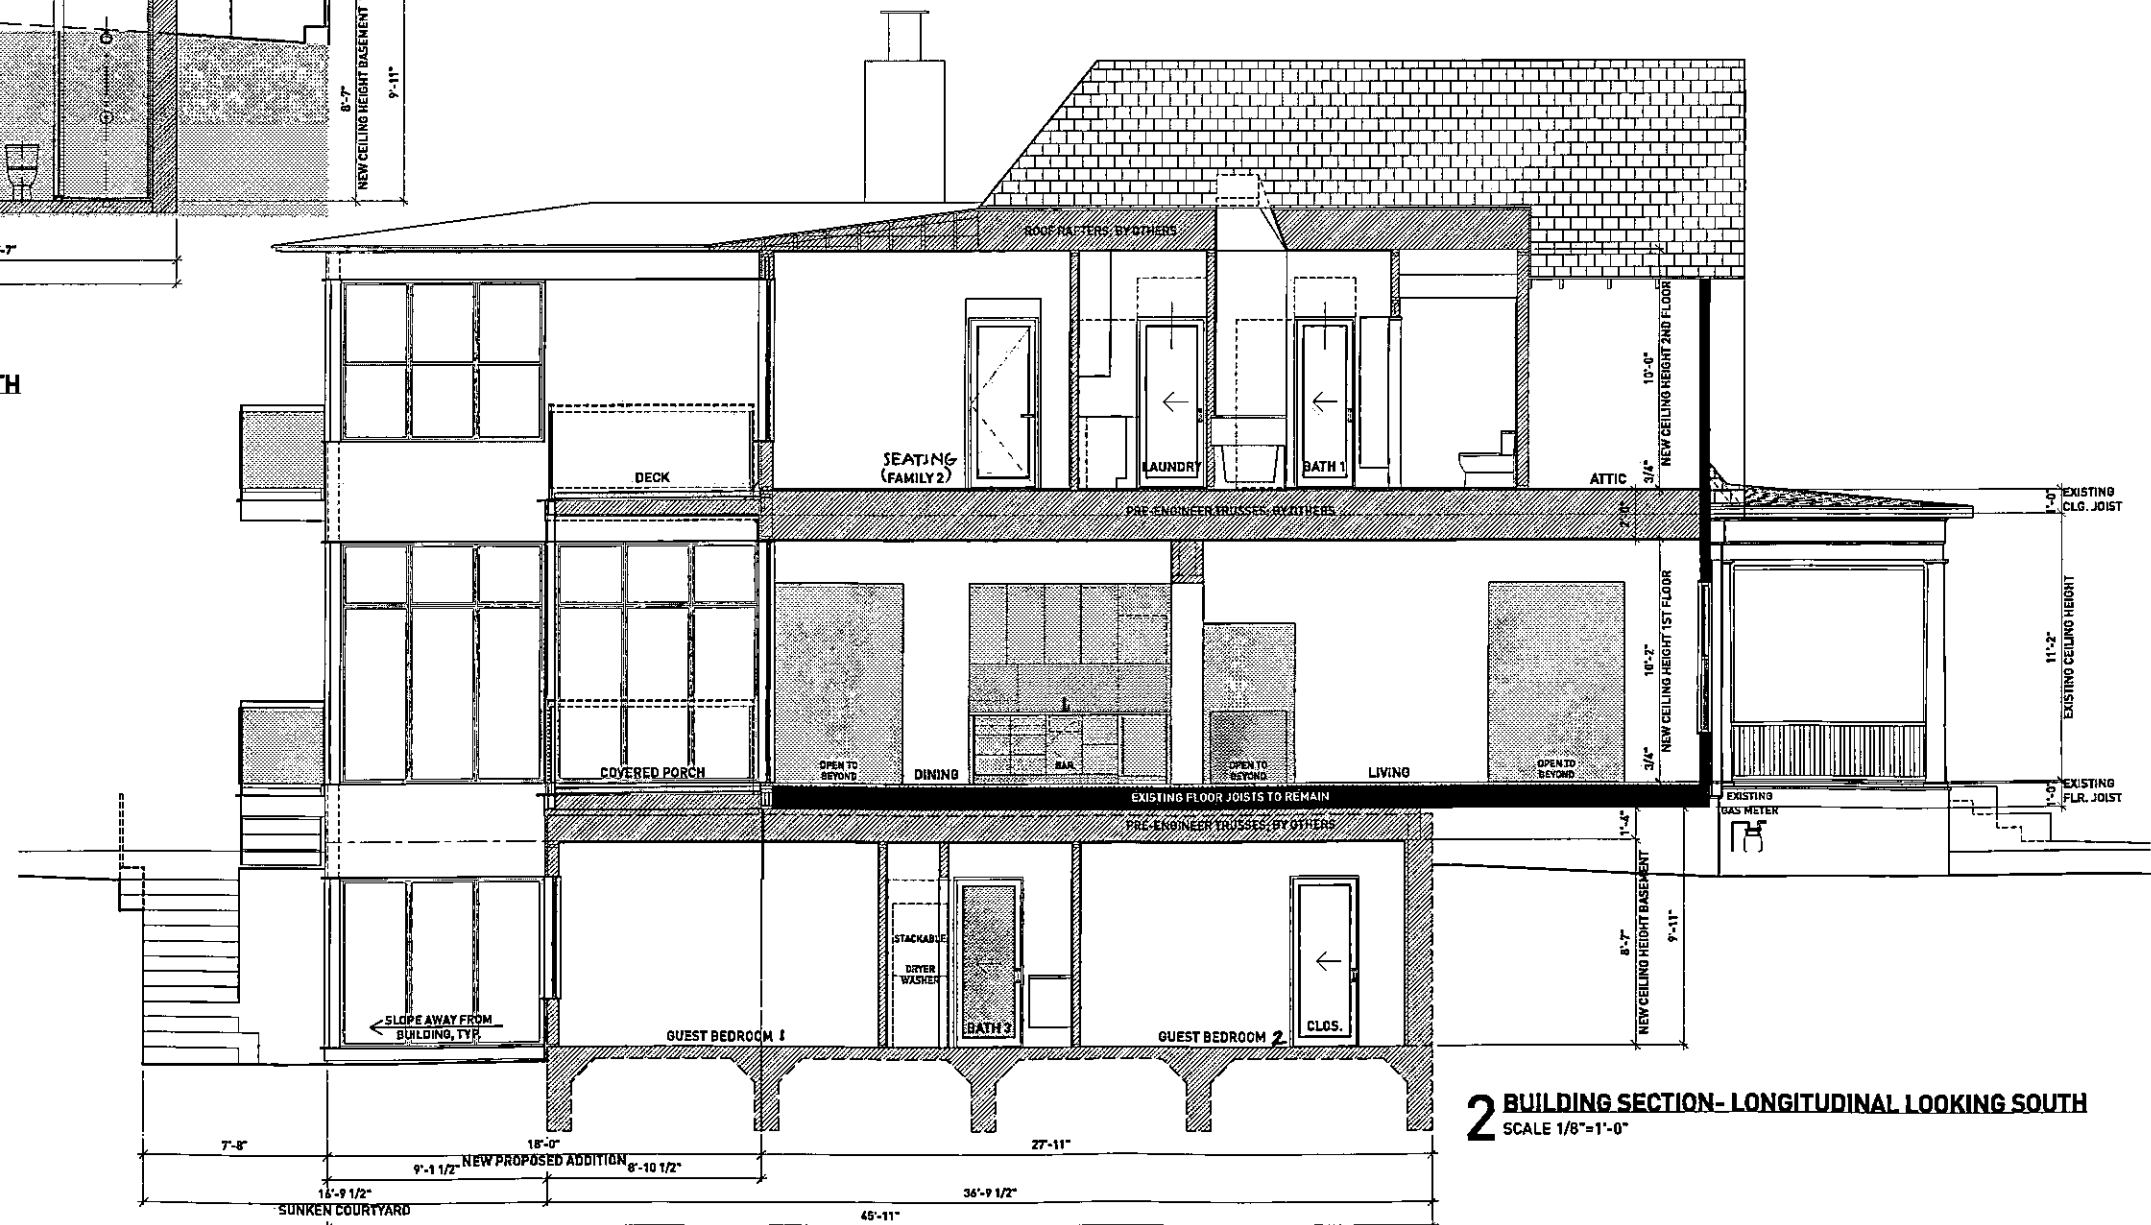 8'-7"
NEW CEILING HEIGHT BASEMENT
9'-11"
-7"
TH
ROOF RAFTERS, BY OTHERS
10'-0"
NEW CEILING HEIGHT 2ND FLOOR
3/4"
SEATING
(FAMILY 2)
DECK
LAUNDRY
BATH 1
ATTIC
PRE-ENGINEER TRUSSES, BY OTHERS
2'-0"
1'-0"
EXISTING
CLG. JOIST
10'-2"
NEW CEILING HEIGHT 1ST FLOOR
3/4"
11'-2"
EXISTING CEILING HEIGHT
COVERED PORCH
OPEN TO
BEYOND
DINING
BAR
OPEN TO
BEYOND
LIVING
OPEN TO
BEYOND
EXISTING FLOOR JOISTS TO REMAIN
1'-0"
EXISTING
FLR. JOIST
EXISTING
GAS METER
PRE-ENGINEER TRUSSES, BY OTHERS
1'-4"
8'-7"
NEW CEILING HEIGHT BASEMENT
9'-11"
STACKABLE
DRYER
WASHER
SLOPE AWAY FROM
BUILDING, TYP.
GUEST BEDROOM 1
BATH 3
GUEST BEDROOM 2
CLOS.
2 BUILDING SECTION- LONGITUDINAL LOOKING SOUTH
SCALE 1/8"=1'-0"
7'-8"
18'-0"
27'-11"
NEW PROPOSED ADDITION
9'-1 1/2"
8'-10 1/2"
16'-9 1/2"
36'-9 1/2"
SUNKEN COURTYARD
45'-11"